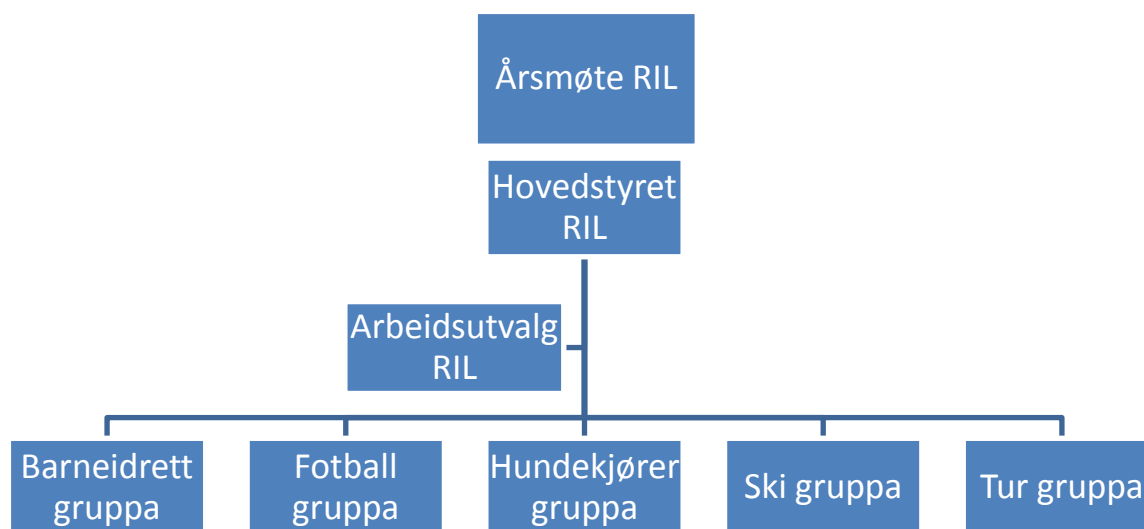 Årsmøte RIL
Hovedstyret
RIL
Arbeidsutvalg
RIL
Barneidrett
gruppa
Fotball
gruppa
Hundekjører
gruppa
Ski gruppa
Tur gruppa